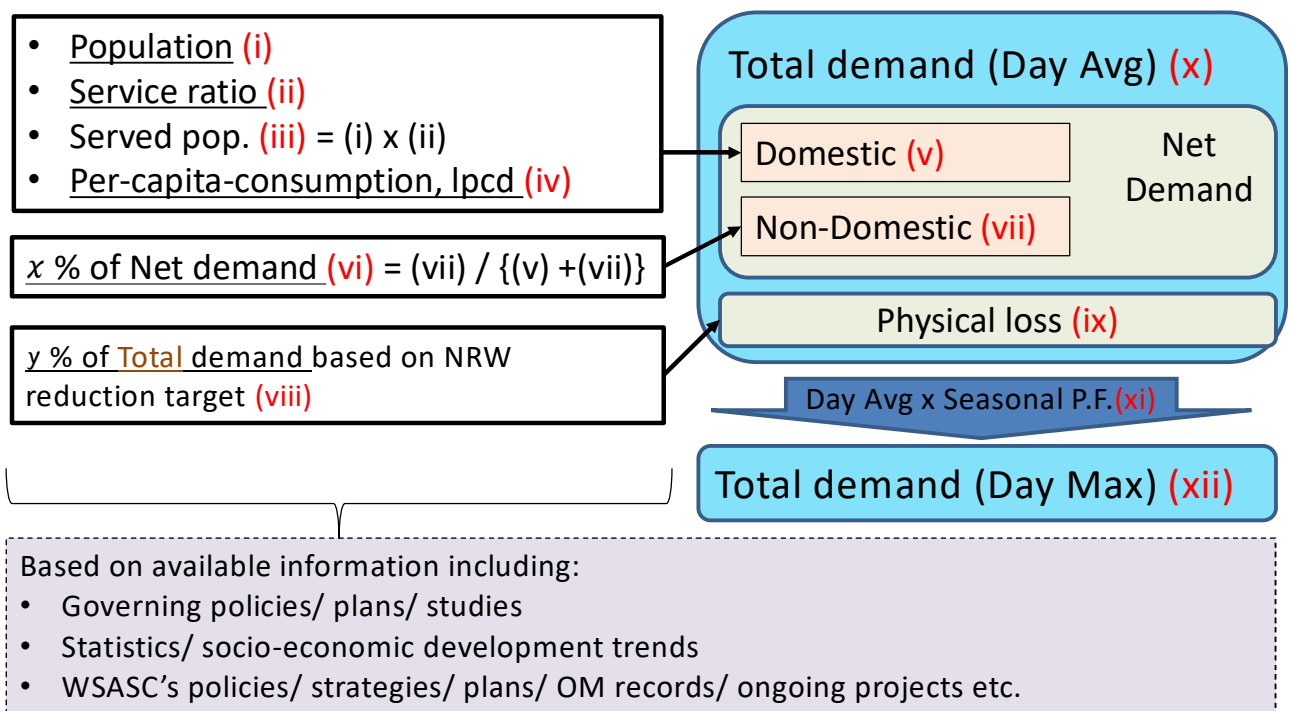 • Population (i)
• Service ratio (ii)
• Served pop. (iii) = (i) x (ii)
• Per-capita-consumption, lpcd (iv)
x % of Net demand (vi) = (vii) / {(v) +(vii)}
y % of Total demand based on NRW
reduction target (viii)
Total demand (Day Avg) (x)
Domestic (v)
Non-Domestic (vii)
Net
Demand
Physical loss (ix)
Day Avg x Seasonal P.F.(xi)
Total demand (Day Max) (xii)
Based on available information including:
• Governing policies/ plans/ studies
• Statistics/ socio-economic development trends
• WSASC's policies/ strategies/ plans/ OM records/ ongoing projects etc.